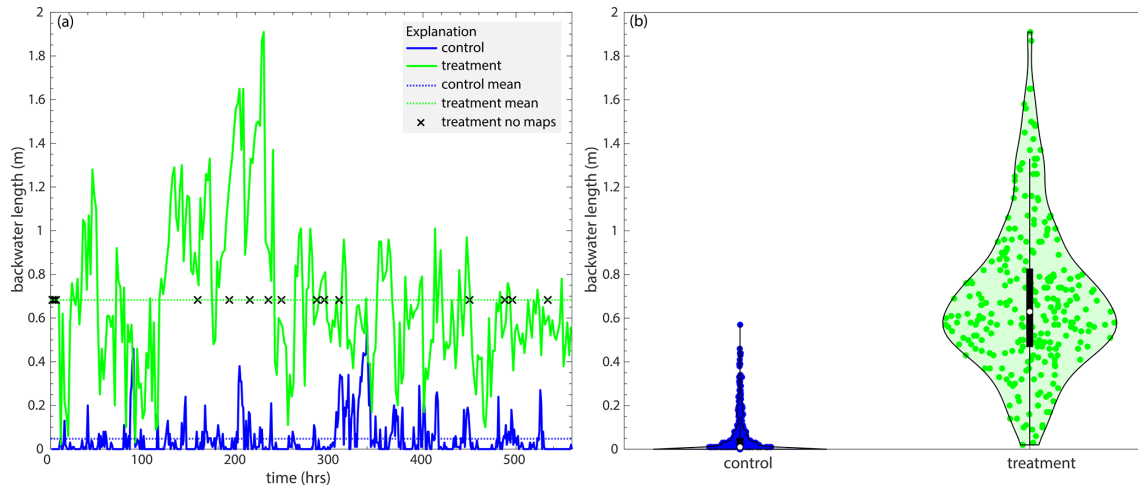 (a)
Explanation
control
treatment
control mean
treatment mean
treatment no maps
backwater length (m)
2
1.8
1.6
1.4
1.2
1
0.8
0.6
0.4
0.2
0
0
100
200
300
400
500
time (hrs)
(b)
backwater length (m)
2
1.8
1.6
1.4
1.2
1
0.8
0.6
0.4
0.2
0
control
treatment